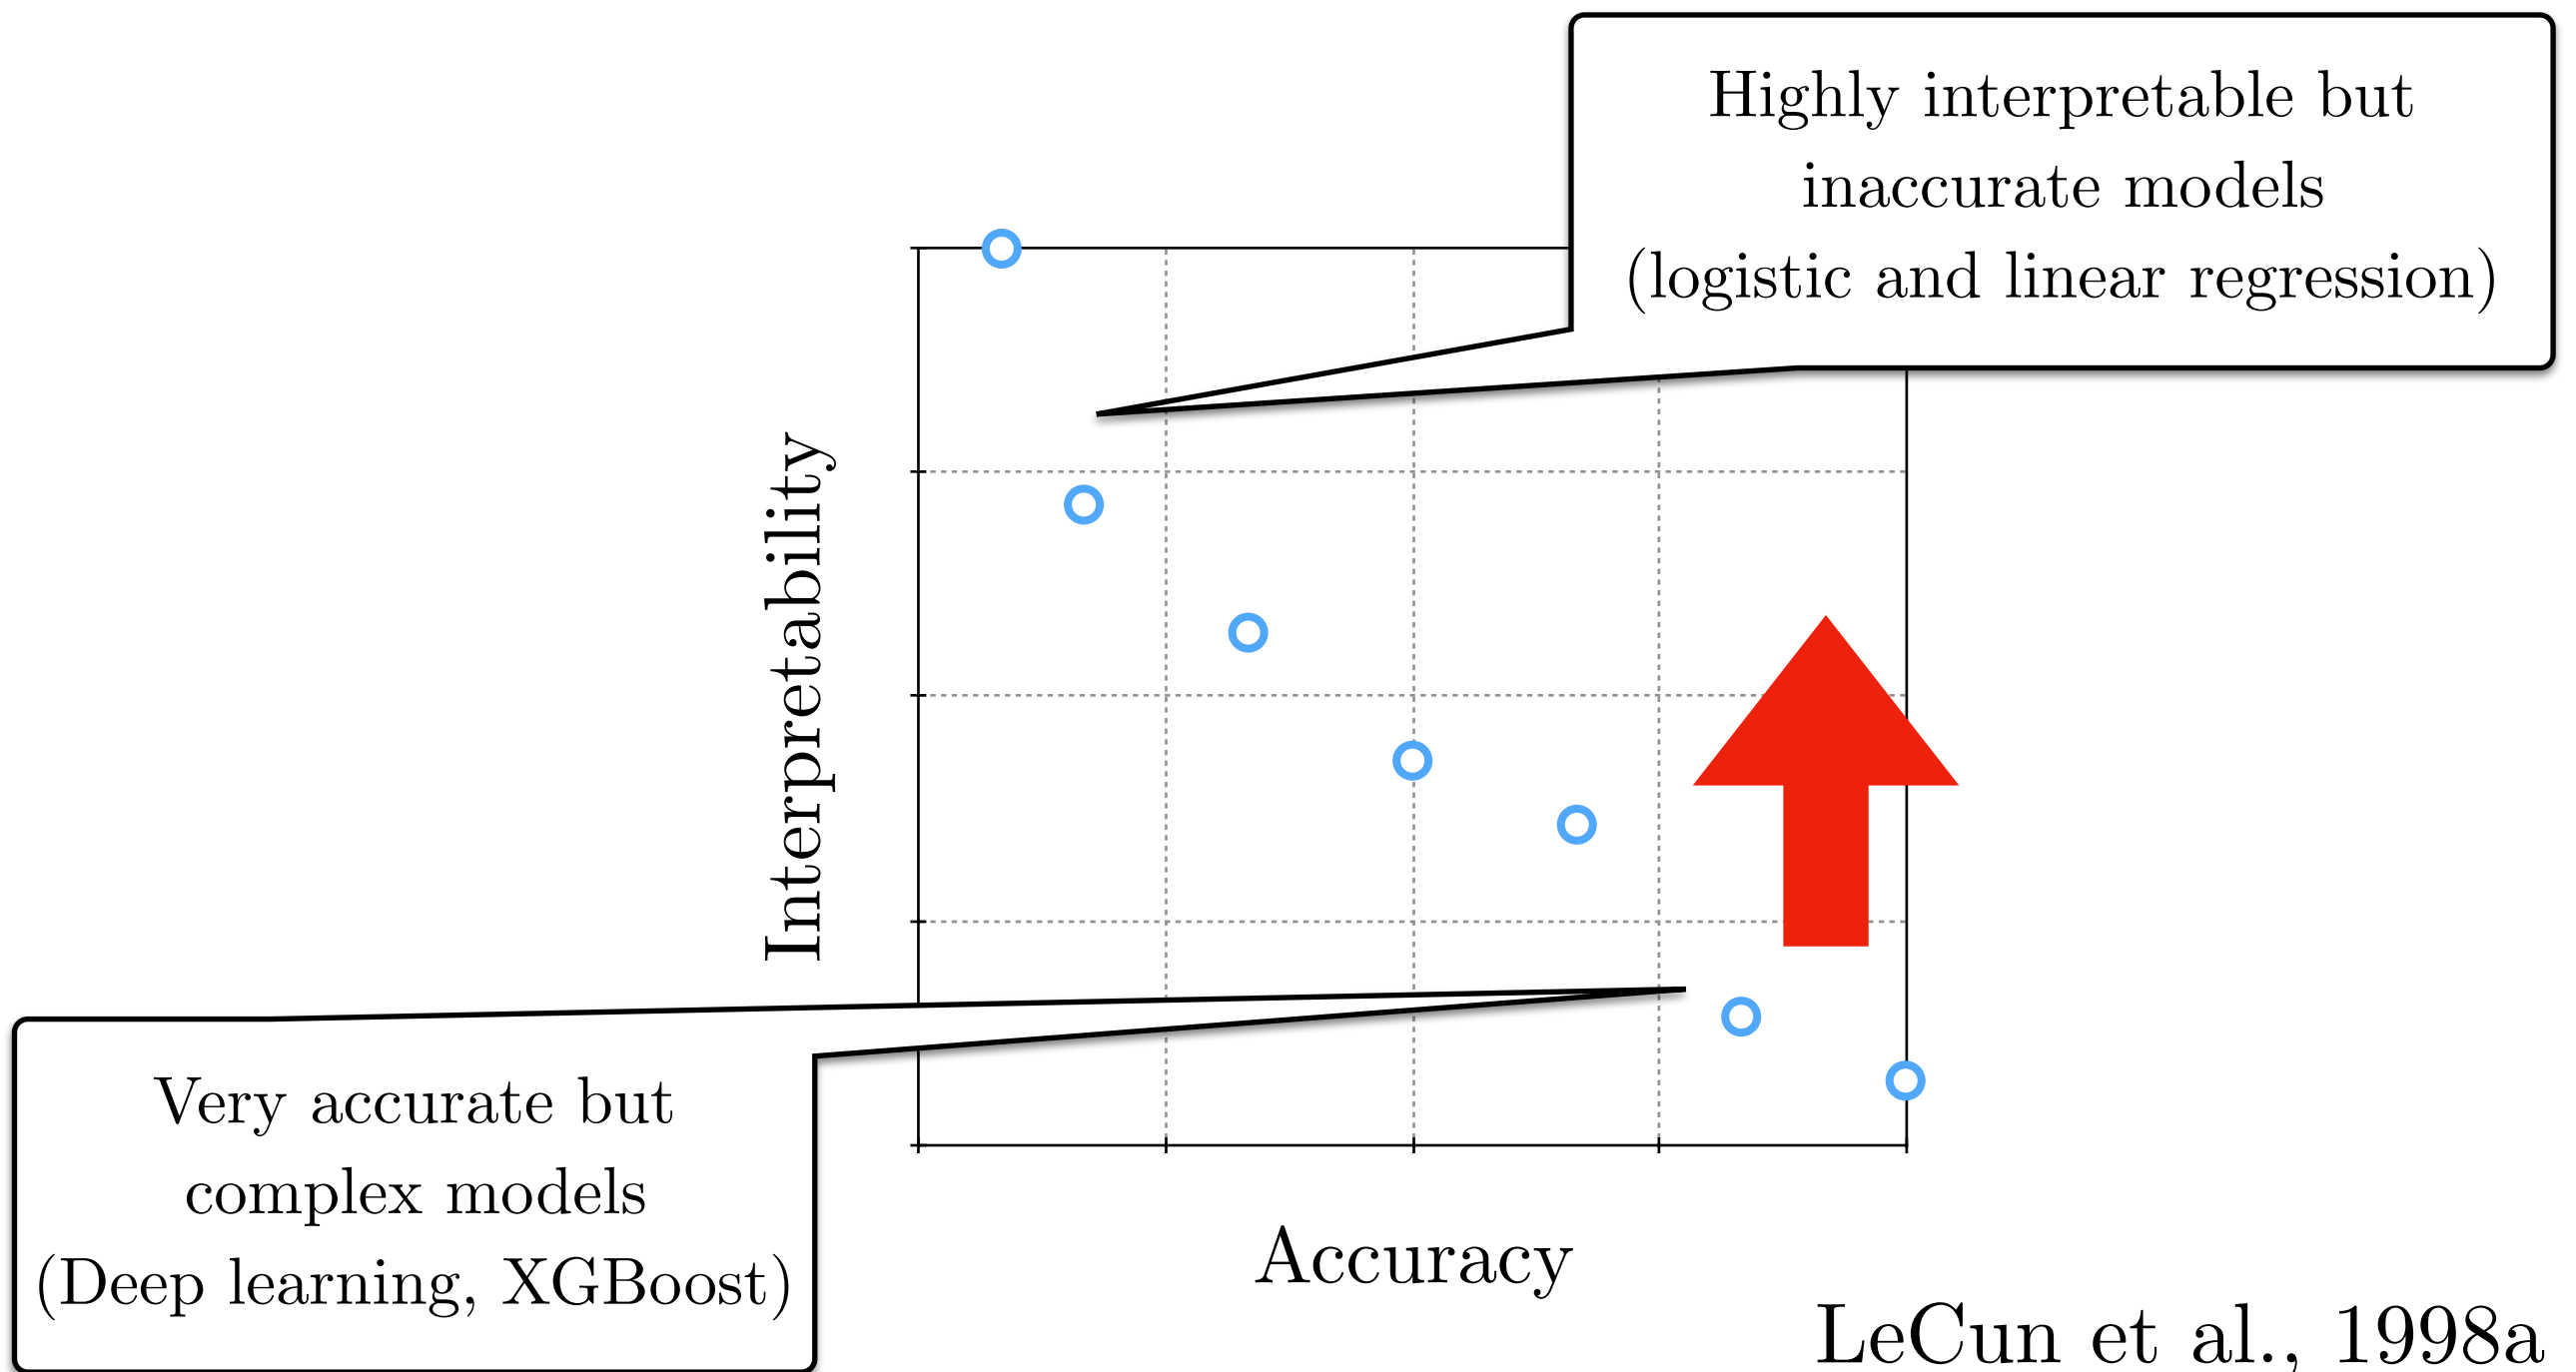 Highly interpretable but
inaccurate models
(logistic and linear regression)
Interpretability
Very accurate but
complex models
(Deep learning, XGBoost)
Accuracy
LeCun et al., 1998a